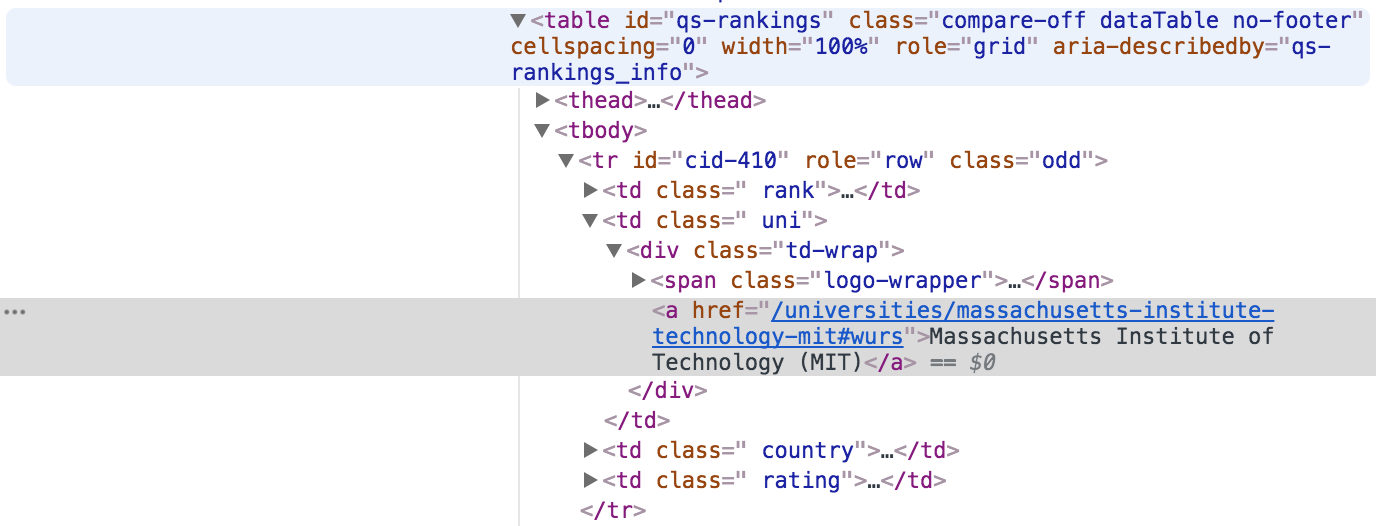 ▼<table id="qs-rankings" class="compare-off dataTable no-footer"
cellspacing="0" width="100%" role="grid" aria-describedby="qs-
rankings_info">
▶<thead>…</thead>
▼<tbody>
▼<tr id="cid-410" role="row" class="odd">
▶<td class=" rank">…</td>
▼<td class=" uni">
▼<div class="td-wrap">
▶<span class="logo-wrapper">…</span>
<a href="/universities/massachusetts-institute-
technology-mit#wurs">Massachusetts Institute of
Technology (MIT)</a> == $0
</div>
</td>
▶<td class=" country">…</td>
▶<td class=" rating">…</td>
</tr>